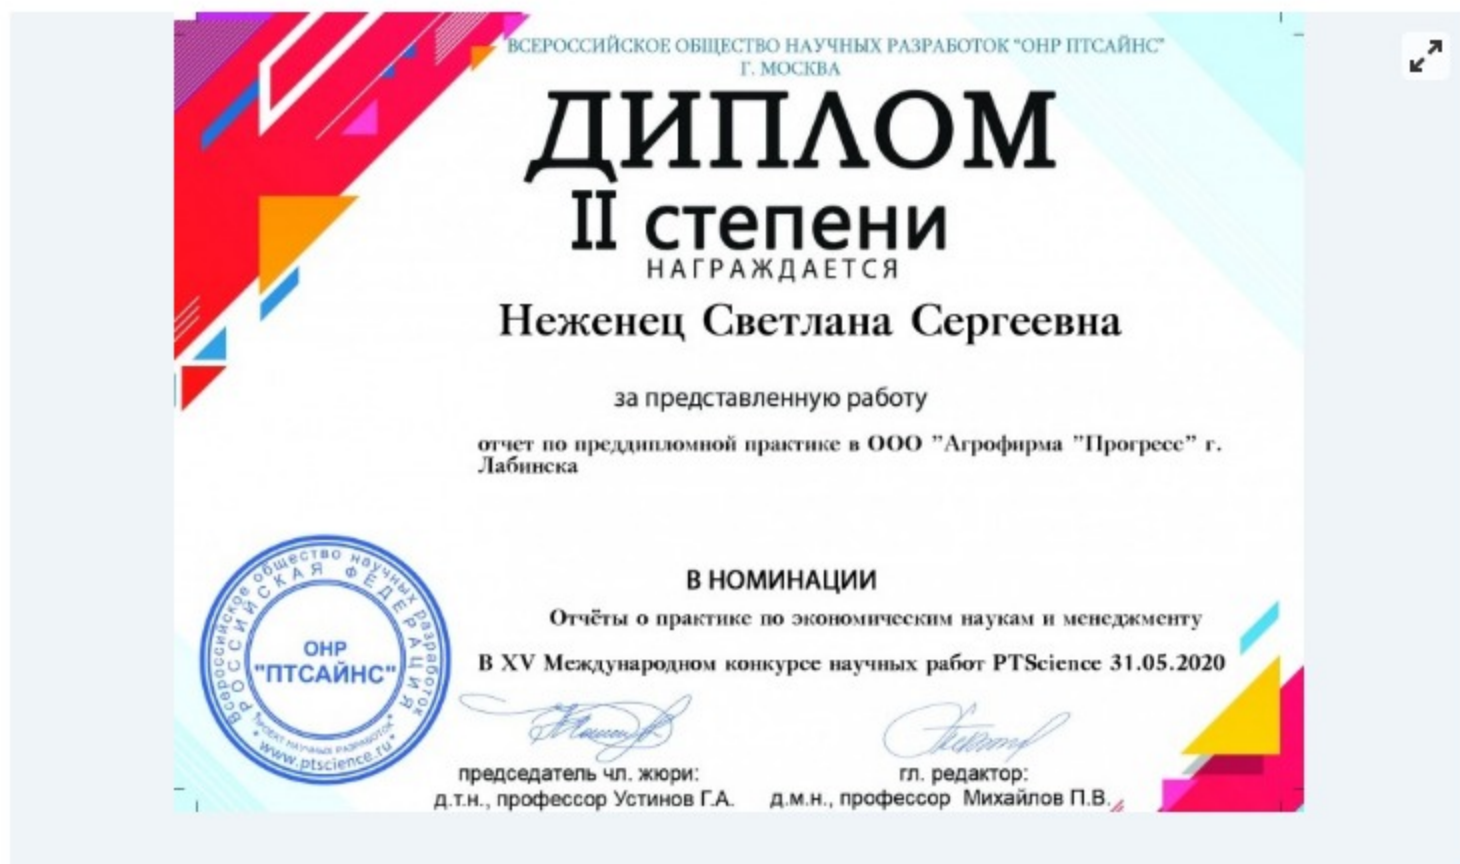 ВСЕРОССИЙСКОЕ ОБЩЕСТВО НАУЧНЫХ РАЗРАБОТОК "ОНР ПТСАЙНС"
Г. МОСКВА
ДИПЛОМ
II степени
НАГРАЖДАЕТСЯ
Неженец Светлана Сергеевна
за представленную работу
отчет по преддипломной практике в ООО "Агрофирма "Прогресс" г.
Лабинска
В НОМИНАЦИИ
Отчёты о практике по экономическим наукам и менеджменту
В XV Международном конкурсе научных работ PTScience 31.05.2020
Всероссийское общество научных разработок
РОССИЙСКАЯ ФЕДЕРАЦИЯ
ОНР
"ПТСАЙНС"
ПРОЕКТ НАУЧНЫХ РАЗРАБОТОК
* www.ptscience.ru *
председатель чл. жюри:
д.т.н., профессор Устинов Г.А.
гл. редактор:
д.м.н., профессор Михайлов П.В.